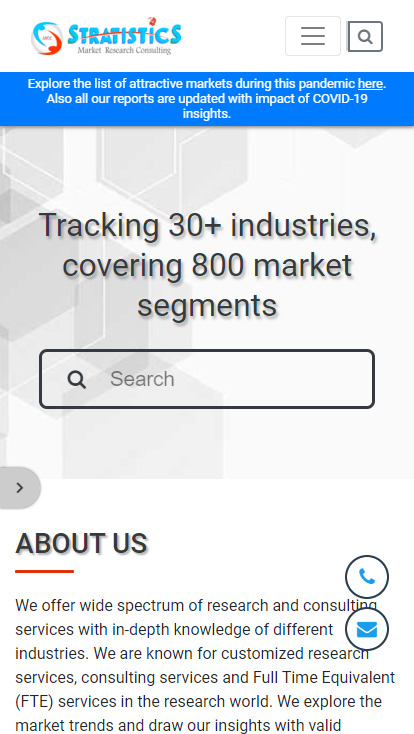 STRATISTICS
Market Research Consulting
Explore the list of attractive markets during this pandemic here.
Also all our reports are updated with impact of COVID-19
insights.
Tracking 30+ industries,
covering 800 market
segments
Search
ABOUT US
We offer wide spectrum of research and consulting
services with in-depth knowledge of different
industries. We are known for customized research
services, consulting services and Full Time Equivalent
(FTE) services in the research world. We explore the
market trends and draw our insights with valid